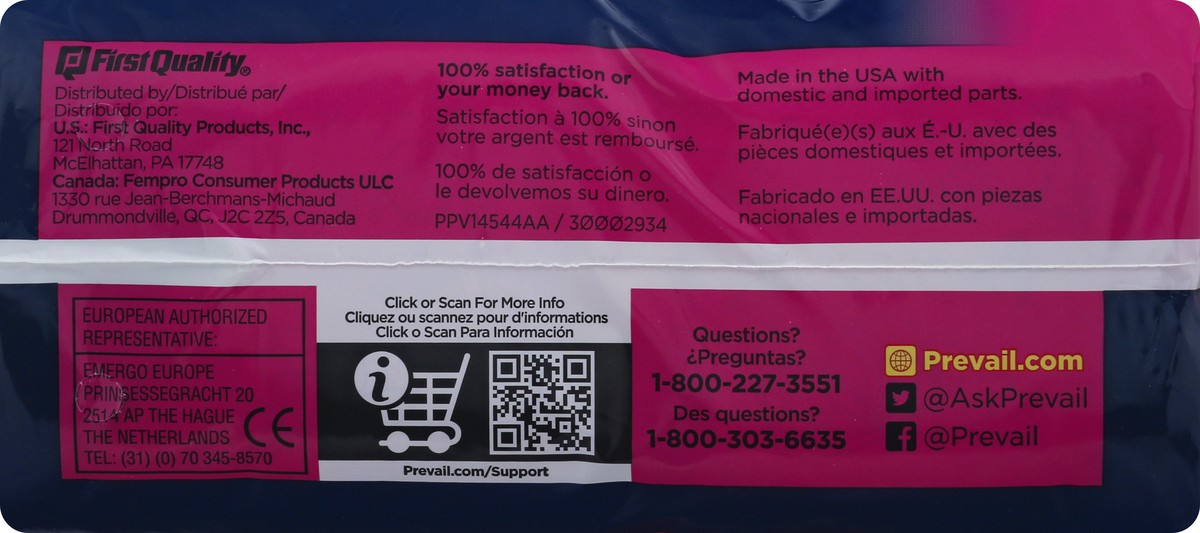 First Quality®
Distributed by/Distribué par/
Distribuido por:
U.S.: First Quality Products, Inc.,
121 North Road
McElhattan, PA 17748
Canada: Fempro Consumer Products ULC
1330 rue Jean-Berchmans-Michaud
Drummondville, QC, J2C 2Z5, Canada
100% satisfaction or
your money back.
Satisfaction à 100% sinon
votre argent est remboursé.
100% de satisfacción o
le devolvemos su dinero.
PPV14544AA / 3ØØØ2934
Made in the USA with
domestic and imported parts.
Fabriqué(e)(s) aux É.-U. avec des
pièces domestiques et importées.
Fabricado en EE.UU. con piezas
nacionales e importadas.
EUROPEAN AUTHORIZED
REPRESENTATIVE:
EMERGO EUROPE
PRINSESSEGRACHT 20
2514 AP THE HAGUE
THE NETHERLANDS
TEL: (31) (0) 70 345-8570
CE
Click or Scan For More Info
Cliquez ou scannez pour d'informations
Click o Scan Para Información
i
Prevail.com/Support
Questions?
¿Preguntas?
1-800-227-3551
Des questions?
1-800-303-6635
Prevail.com
@AskPrevail
@Prevail